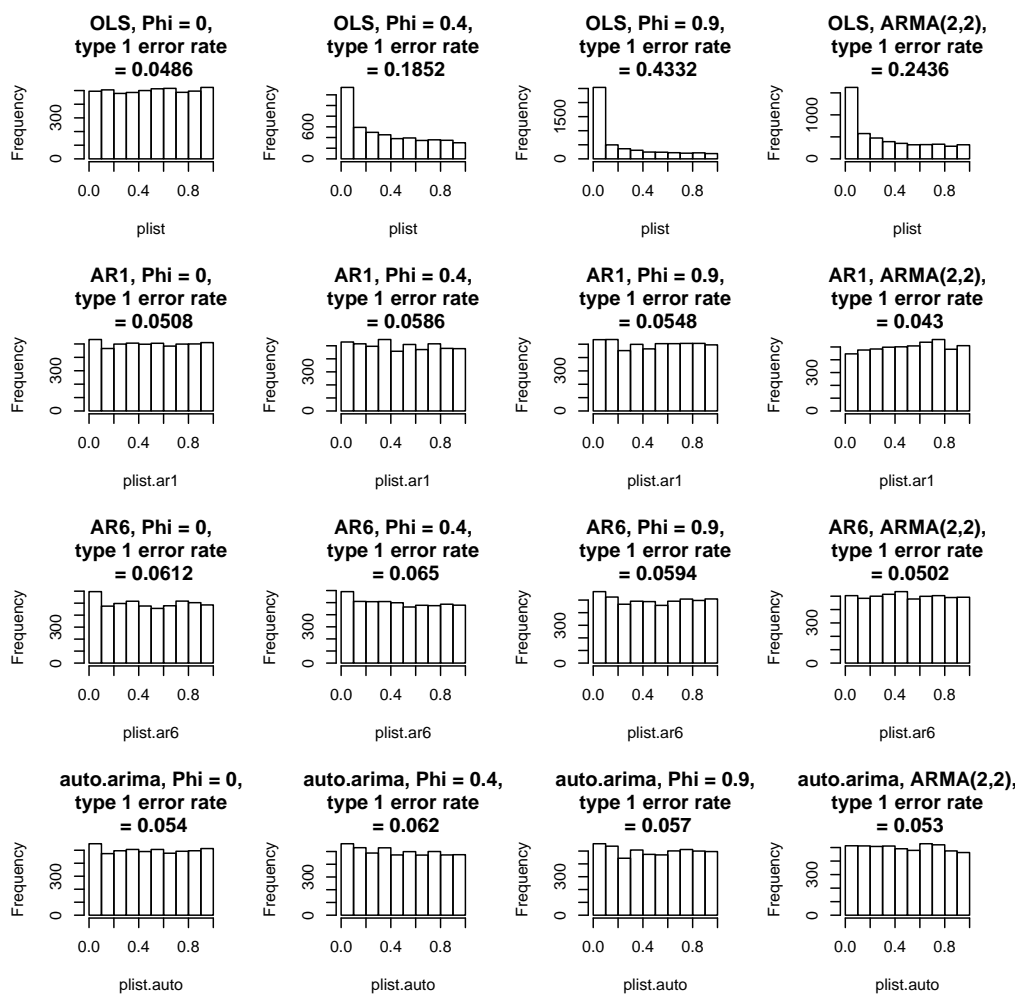 OLS, Phi = 0,
type 1 error rate
= 0.0486
Frequency
0 300
0.0 0.4 0.8
plist
OLS, Phi = 0.4,
type 1 error rate
= 0.1852
Frequency
0 600
0.0 0.4 0.8
plist
OLS, Phi = 0.9,
type 1 error rate
= 0.4332
Frequency
0 1500
0.0 0.4 0.8
plist
OLS, ARMA(2,2),
type 1 error rate
= 0.2436
Frequency
0 1000
0.0 0.4 0.8
plist
AR1, Phi = 0,
type 1 error rate
= 0.0508
Frequency
0 300
0.0 0.4 0.8
plist.ar1
AR1, Phi = 0.4,
type 1 error rate
= 0.0586
Frequency
0 300
0.0 0.4 0.8
plist.ar1
AR1, Phi = 0.9,
type 1 error rate
= 0.0548
Frequency
0 300
0.0 0.4 0.8
plist.ar1
AR1, ARMA(2,2),
type 1 error rate
= 0.043
Frequency
0 300
0.0 0.4 0.8
plist.ar1
AR6, Phi = 0,
type 1 error rate
= 0.0612
Frequency
0 300
0.0 0.4 0.8
plist.ar6
AR6, Phi = 0.4,
type 1 error rate
= 0.065
Frequency
0 300
0.0 0.4 0.8
plist.ar6
AR6, Phi = 0.9,
type 1 error rate
= 0.0594
Frequency
0 300
0.0 0.4 0.8
plist.ar6
AR6, ARMA(2,2),
type 1 error rate
= 0.0502
Frequency
0 300
0.0 0.4 0.8
plist.ar6
auto.arima, Phi = 0,
type 1 error rate
= 0.054
Frequency
0 300
0.0 0.4 0.8
plist.auto
auto.arima, Phi = 0.4,
type 1 error rate
= 0.062
Frequency
0 300
0.0 0.4 0.8
plist.auto
auto.arima, Phi = 0.9,
type 1 error rate
= 0.057
Frequency
0 300
0.0 0.4 0.8
plist.auto
auto.arima, ARMA(2,2),
type 1 error rate
= 0.053
Frequency
0 300
0.0 0.4 0.8
plist.auto